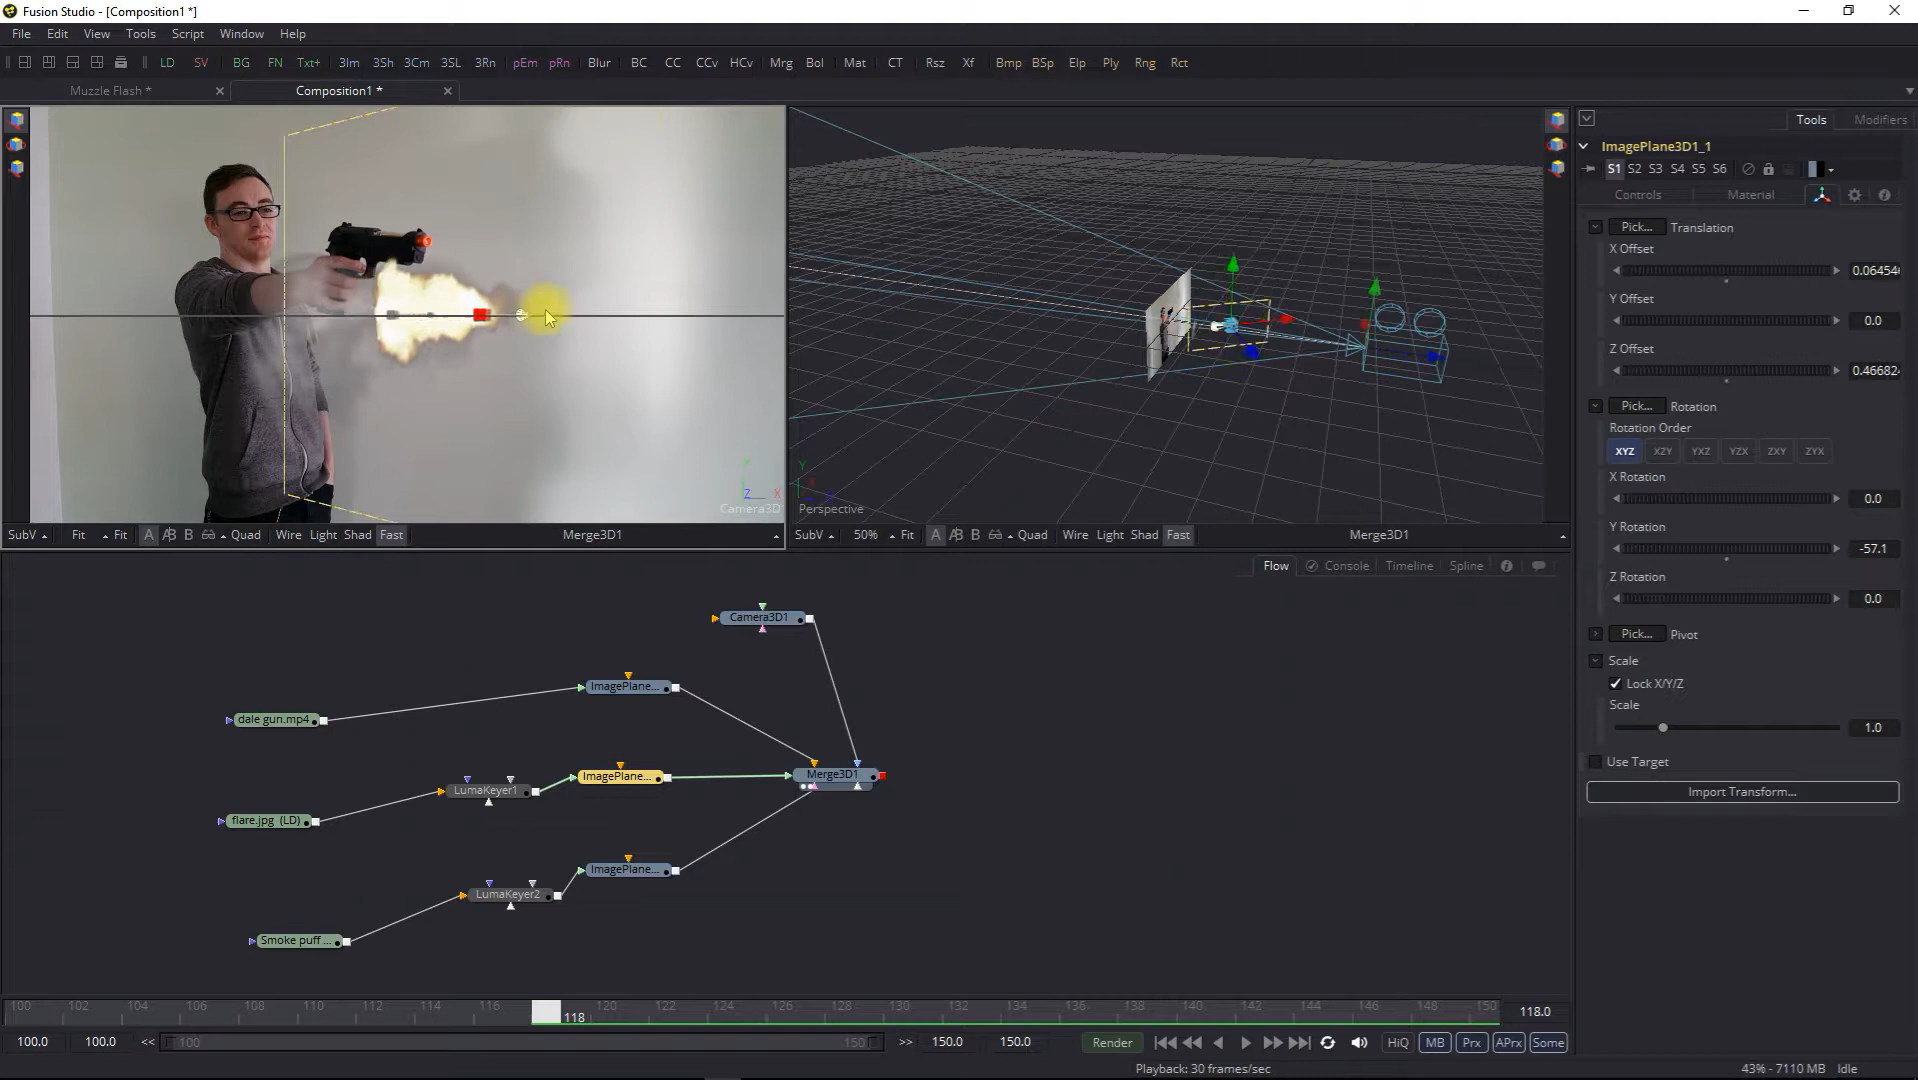 Fusion Studio - [Composition1 *]
File Edit View Tools Script Window Help
LD SV BG FN Txt+ 3Im 3Sh 3Cm 3SL 3Rn pEm pRn Blur BC CC CCv HCv Mrg Bol Mat CT Rsz Xf Bmp BSp Elp Ply Rng Rct
Muzzle Flash * Composition1 *
Tools Modifiers
ImagePlane3D1_1
S1 S2 S3 S4 S5 S6
Controls Material
Pick... Translation
X Offset
0.06454
Y Offset
0.0
Z Offset
0.46682
Pick... Rotation
Rotation Order
XYZ XZY YXZ YZX ZXY ZYX
X Rotation
0.0
Y Rotation
-57.1
Z Rotation
0.0
Pick... Pivot
Scale
Lock X/Y/Z
Scale
1.0
Use Target
Import Transform...
Y
Z X
Camera3D
SubV Fit Fit A A|B B Quad Wire Light Shad Fast Merge3D1
Y
Perspective
SubV 50% Fit A A|B B Quad Wire Light Shad Fast Merge3D1
Flow Console Timeline Spline
Camera3D1
ImagePlane...
dale gun.mp4
ImagePlane...
Merge3D1
LumaKeyer1
flare.jpg (LD)
ImagePlane...
LumaKeyer2
Smoke puff ...
100 102 104 106 108 110 112 114 116 118 120 122 124 126 128 130 132 134 136 138 140 142 144 146 148 150 118.0
100.0 100.0 << 100 150 >> 150.0 150.0 Render HiQ MB Prx APrx Some
Playback: 30 frames/sec 43% - 7110 MB Idle